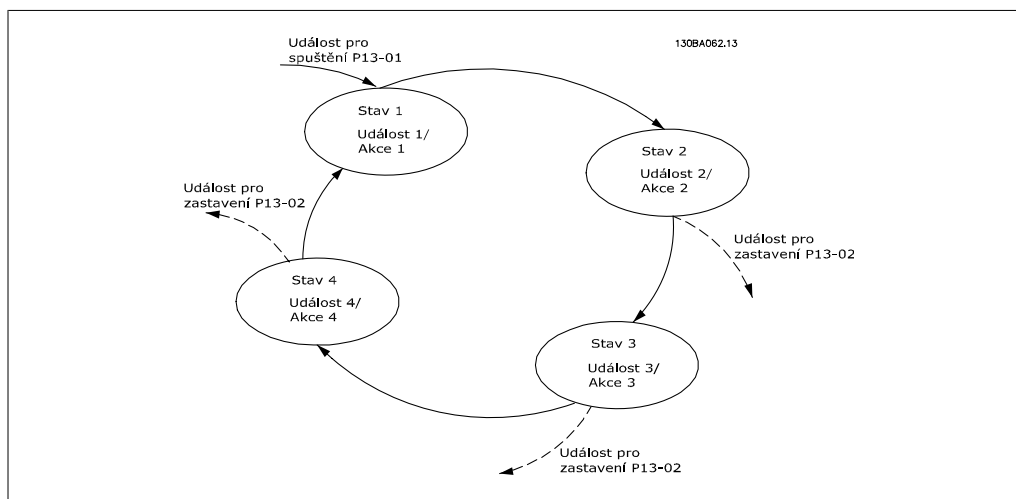 Událost pro
spuštění P13-01
130BA062.13
Stav 1
Událost 1/
Akce 1
Stav 2
Událost 2/
Akce 2
Událost pro
zastavení P13-02
Událost pro
zastavení P13-02
Stav 4
Událost 4/
Akce 4
Stav 3
Událost 3/
Akce 3
Událost pro
zastavení P13-02